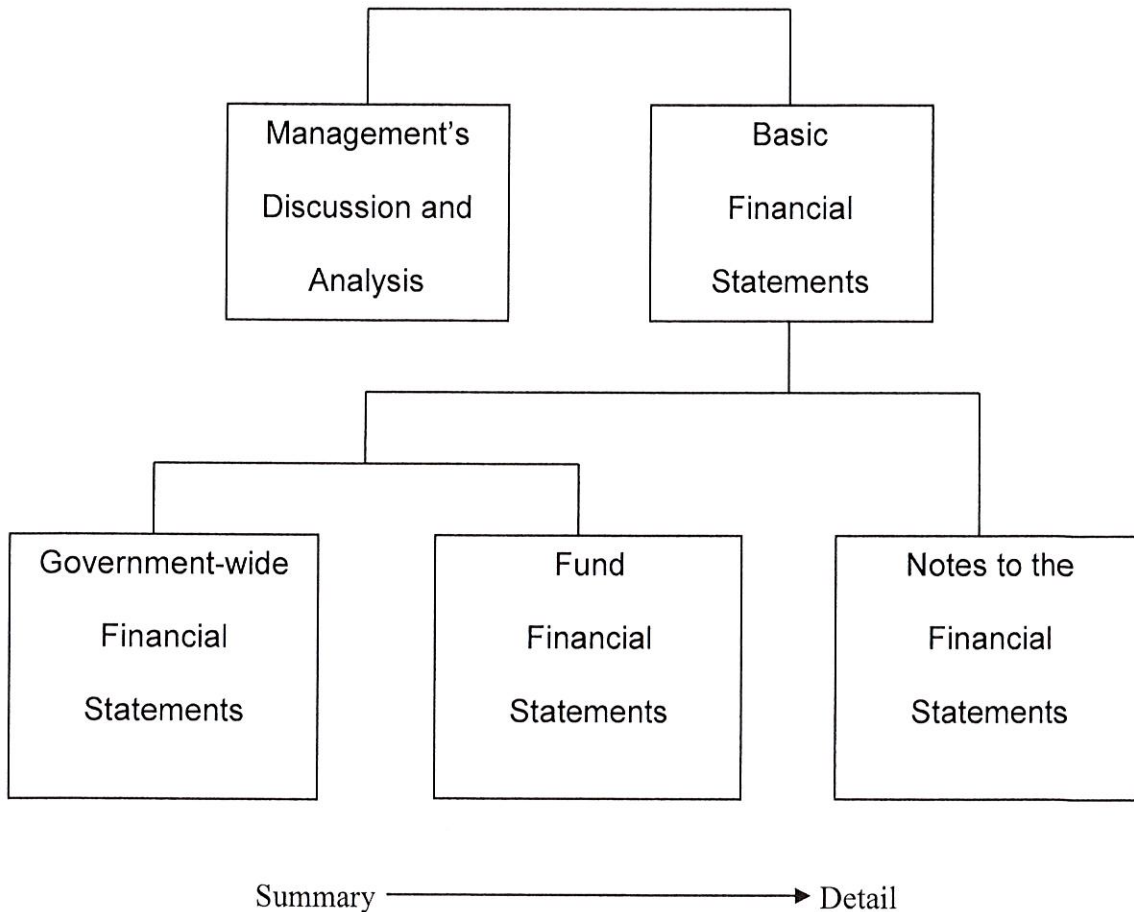 Management's
Discussion and
Analysis
Basic
Financial
Statements
Government-wide
Financial
Statements
Fund
Financial
Statements
Notes to the
Financial
Statements
Summary
Detail